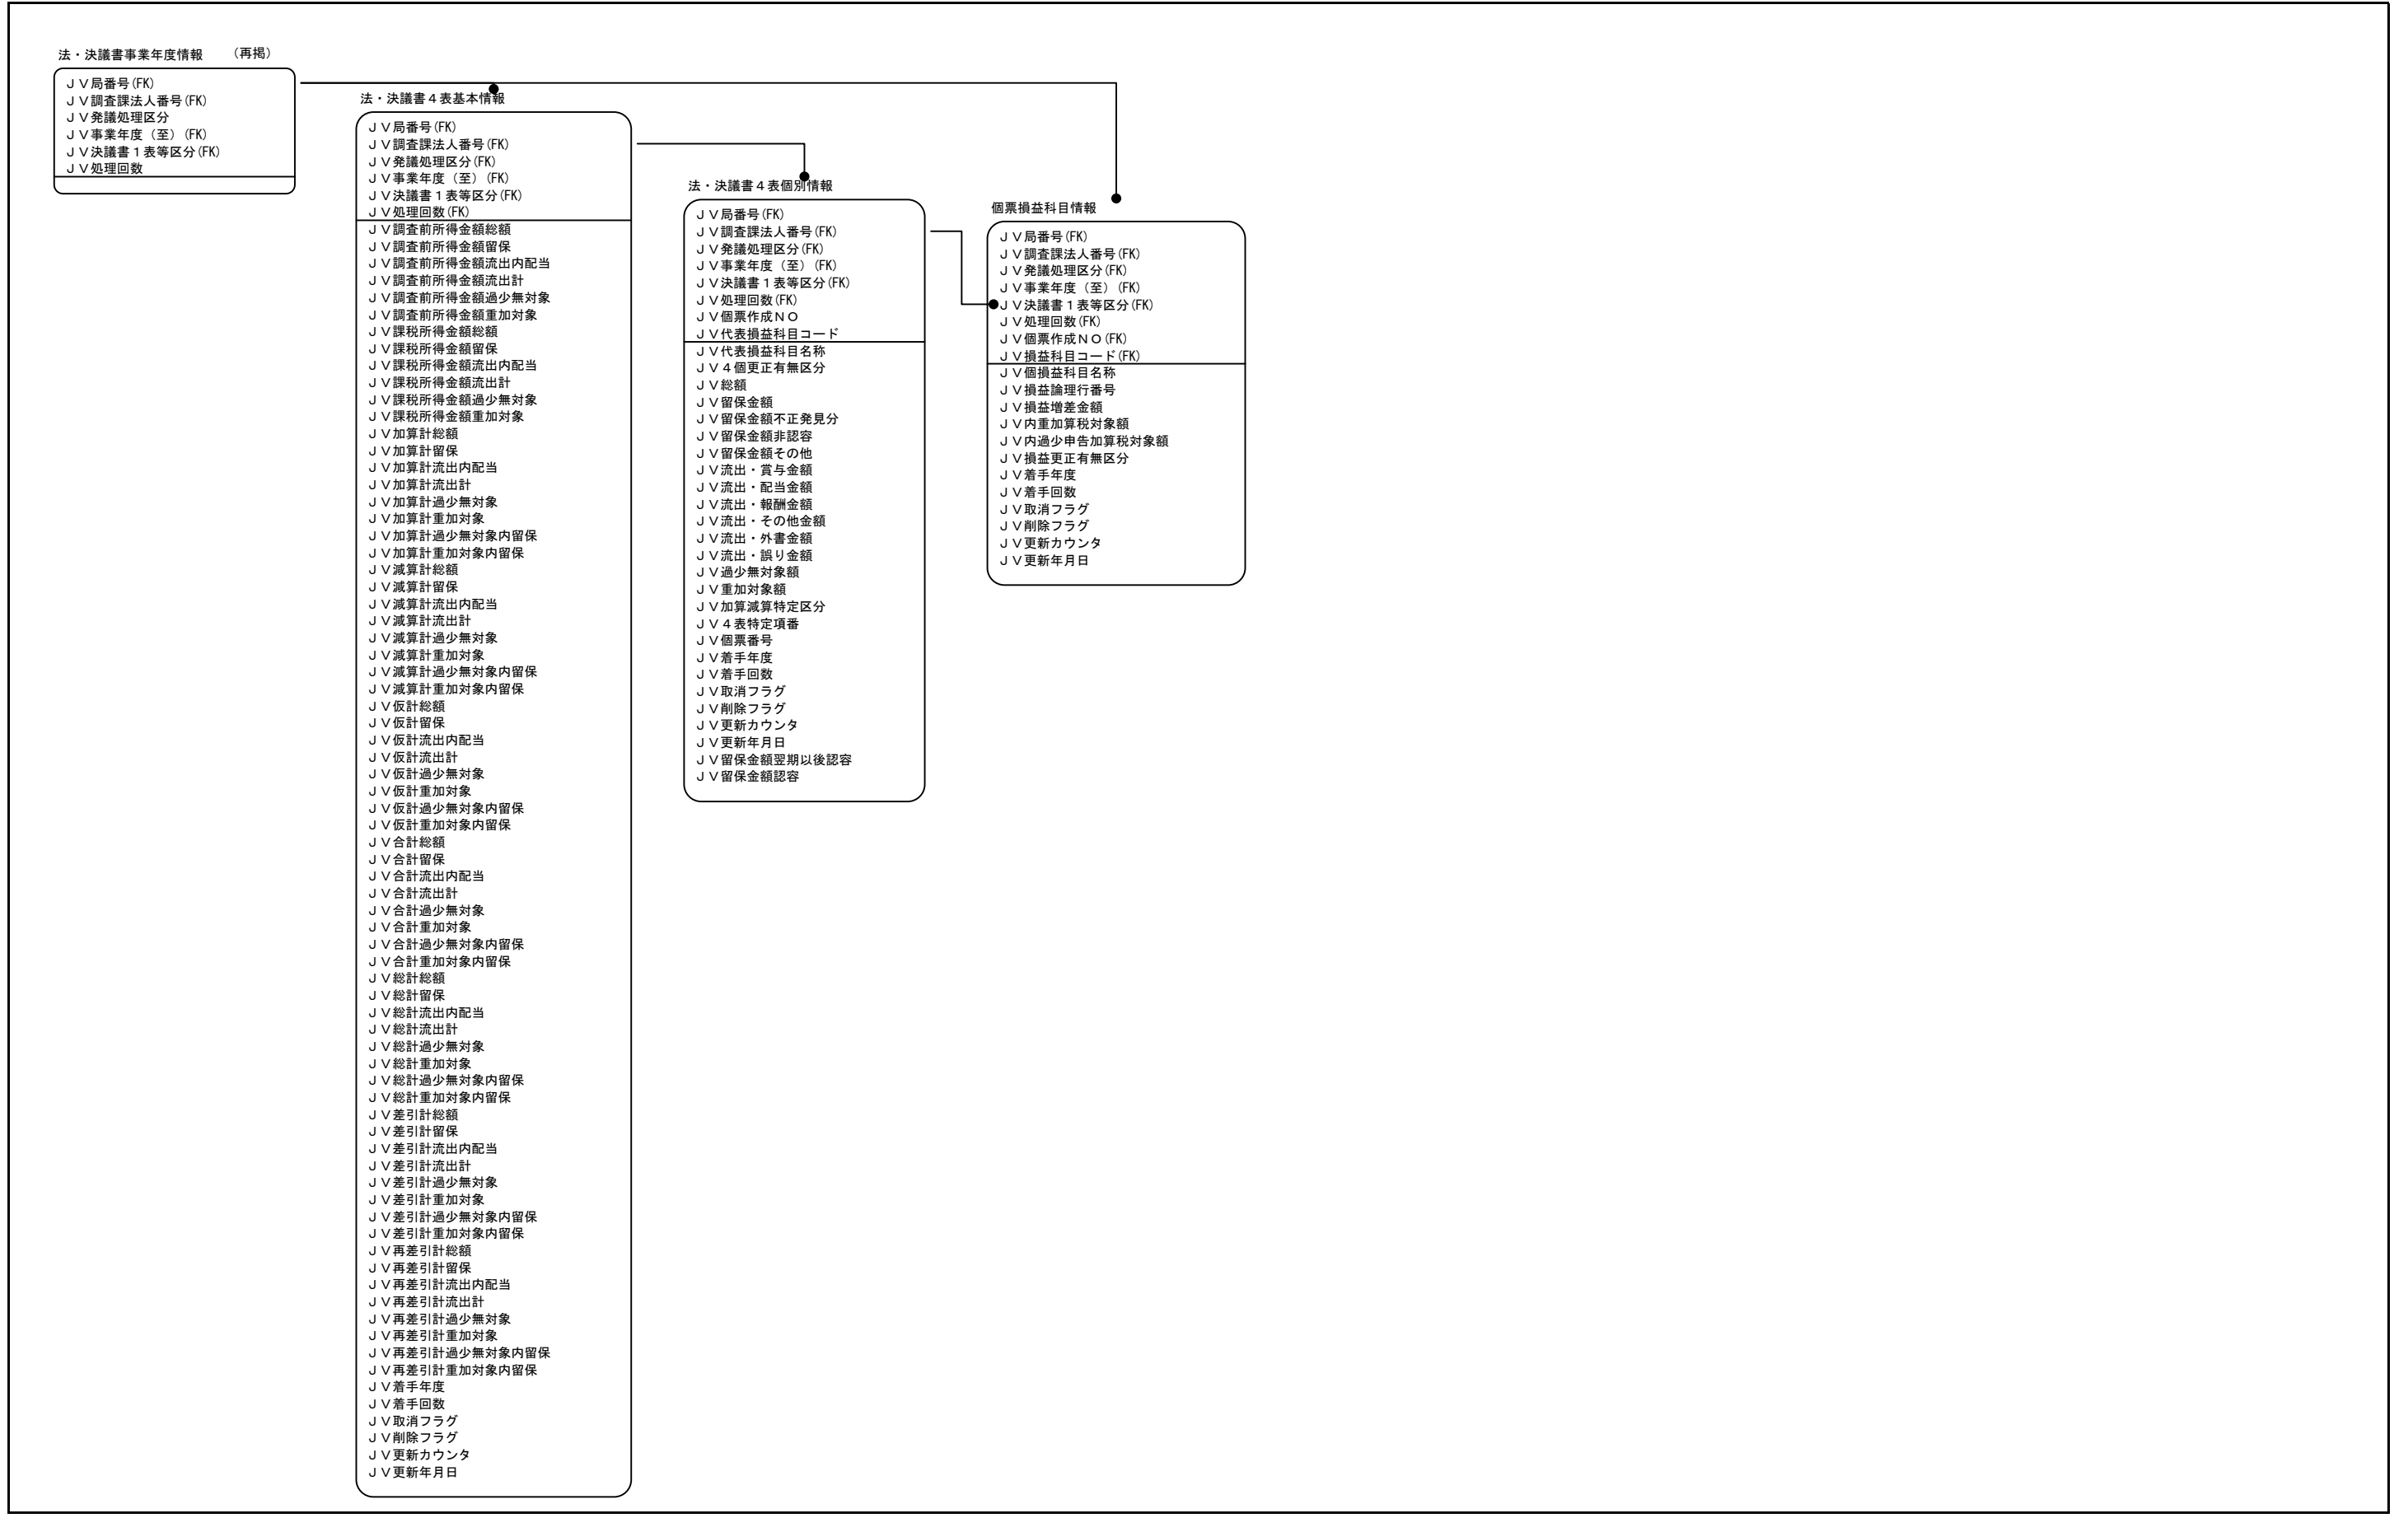 法・決議書事業年度情報　（再掲）
ＪＶ局番号(FK)
ＪＶ調査課法人番号(FK)
ＪＶ発議処理区分
ＪＶ事業年度（至）(FK)
ＪＶ決議書１表等区分(FK)
ＪＶ処理回数
法・決議書４表基本情報
ＪＶ局番号(FK)
ＪＶ調査課法人番号(FK)
ＪＶ発議処理区分(FK)
ＪＶ事業年度（至）(FK)
ＪＶ決議書１表等区分(FK)
ＪＶ処理回数(FK)
ＪＶ調査前所得金額総額
ＪＶ調査前所得金額留保
ＪＶ調査前所得金額流出内配当
ＪＶ調査前所得金額流出計
ＪＶ調査前所得金額過少無対象
ＪＶ調査前所得金額重加対象
ＪＶ課税所得金額総額
ＪＶ課税所得金額留保
ＪＶ課税所得金額流出内配当
ＪＶ課税所得金額流出計
ＪＶ課税所得金額過少無対象
ＪＶ課税所得金額重加対象
ＪＶ加算計総額
ＪＶ加算計留保
ＪＶ加算計流出内配当
ＪＶ加算計流出計
ＪＶ加算計過少無対象
ＪＶ加算計重加対象
ＪＶ加算計過少無対象内留保
ＪＶ加算計重加対象内留保
ＪＶ減算計総額
ＪＶ減算計留保
ＪＶ減算計流出内配当
ＪＶ減算計流出計
ＪＶ減算計過少無対象
ＪＶ減算計重加対象
ＪＶ減算計過少無対象内留保
ＪＶ減算計重加対象内留保
ＪＶ仮計総額
ＪＶ仮計留保
ＪＶ仮計流出内配当
ＪＶ仮計流出計
ＪＶ仮計過少無対象
ＪＶ仮計重加対象
ＪＶ仮計過少無対象内留保
ＪＶ仮計重加対象内留保
ＪＶ合計総額
ＪＶ合計留保
ＪＶ合計流出内配当
ＪＶ合計流出計
ＪＶ合計過少無対象
ＪＶ合計重加対象
ＪＶ合計過少無対象内留保
ＪＶ合計重加対象内留保
ＪＶ総計総額
ＪＶ総計留保
ＪＶ総計流出内配当
ＪＶ総計流出計
ＪＶ総計過少無対象
ＪＶ総計重加対象
ＪＶ総計過少無対象内留保
ＪＶ総計重加対象内留保
ＪＶ差引計総額
ＪＶ差引計留保
ＪＶ差引計流出内配当
ＪＶ差引計流出計
ＪＶ差引計過少無対象
ＪＶ差引計重加対象
ＪＶ差引計過少無対象内留保
ＪＶ差引計重加対象内留保
ＪＶ再差引計総額
ＪＶ再差引計留保
ＪＶ再差引計流出内配当
ＪＶ再差引計流出計
ＪＶ再差引計過少無対象
ＪＶ再差引計重加対象
ＪＶ再差引計過少無対象内留保
ＪＶ再差引計重加対象内留保
ＪＶ着手年度
ＪＶ着手回数
ＪＶ取消フラグ
ＪＶ削除フラグ
ＪＶ更新カウンタ
ＪＶ更新年月日
法・決議書４表個別情報
ＪＶ局番号(FK)
ＪＶ調査課法人番号(FK)
ＪＶ発議処理区分(FK)
ＪＶ事業年度（至）(FK)
ＪＶ決議書１表等区分(FK)
ＪＶ処理回数(FK)
ＪＶ個票作成ＮＯ
ＪＶ代表損益科目コード
ＪＶ代表損益科目名称
ＪＶ４個更正有無区分
ＪＶ総額
ＪＶ留保金額
ＪＶ留保金額不正発見分
ＪＶ留保金額非認容
ＪＶ留保金額その他
ＪＶ流出・賞与金額
ＪＶ流出・配当金額
ＪＶ流出・報酬金額
ＪＶ流出・その他金額
ＪＶ流出・外書金額
ＪＶ流出・誤り金額
ＪＶ過少無対象額
ＪＶ重加対象額
ＪＶ加算減算特定区分
ＪＶ４表特定項番
ＪＶ個票番号
ＪＶ着手年度
ＪＶ着手回数
ＪＶ取消フラグ
ＪＶ削除フラグ
ＪＶ更新カウンタ
ＪＶ更新年月日
ＪＶ留保金額翌期以後認容
ＪＶ留保金額認容
個票損益科目情報
ＪＶ局番号(FK)
ＪＶ調査課法人番号(FK)
ＪＶ発議処理区分(FK)
ＪＶ事業年度（至）(FK)
ＪＶ決議書１表等区分(FK)
ＪＶ処理回数(FK)
ＪＶ個票作成ＮＯ(FK)
ＪＶ損益科目コード(FK)
ＪＶ個損益科目名称
ＪＶ損益論理行番号
ＪＶ損益増差金額
ＪＶ内重加算税対象額
ＪＶ内過少申告加算税対象額
ＪＶ損益更正有無区分
ＪＶ着手年度
ＪＶ着手回数
ＪＶ取消フラグ
ＪＶ削除フラグ
ＪＶ更新カウンタ
ＪＶ更新年月日